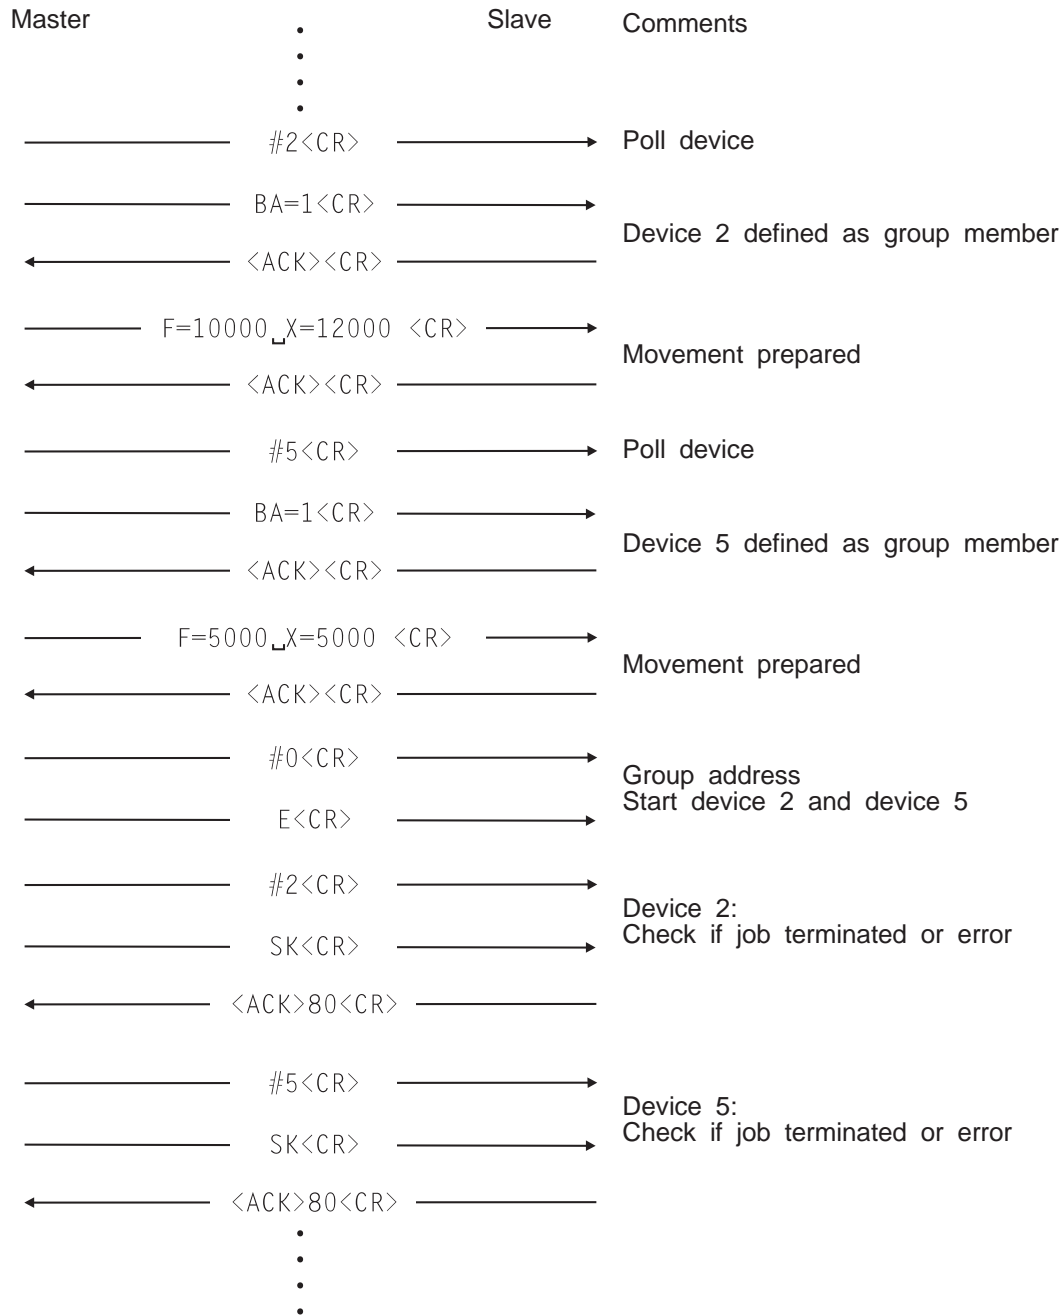 Master Slave Comments
#2<CR> Poll device
BA=1<CR>
Device 2 defined as group member
<ACK><CR>
F=10000␣X=12000 <CR>
Movement prepared
<ACK><CR>
#5<CR> Poll device
BA=1<CR>
Device 5 defined as group member
<ACK><CR>
F=5000␣X=5000 <CR>
Movement prepared
<ACK><CR>
#0<CR>
Group address
Start device 2 and device 5
E<CR>
#2<CR>
Device 2:
Check if job terminated or error
SK<CR>
<ACK>80<CR>
#5<CR>
Device 5:
Check if job terminated or error
SK<CR>
<ACK>80<CR>